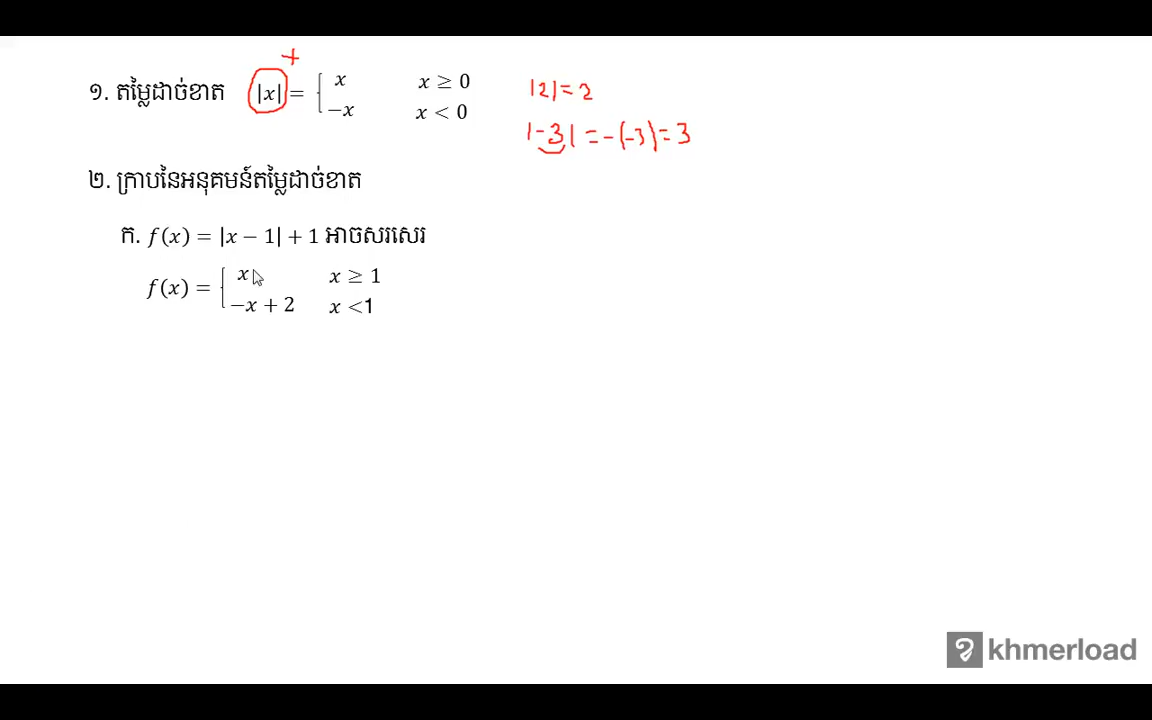 +
១. តម្លៃដាច់ខាត |x| = { x x ≥ 0 |2| = 2
−x x < 0 |-3| = -(-3) = 3
២. ក្រាបនៃអនុគមន៍តម្លៃដាច់ខាត
ក. f(x) = |x − 1| + 1 អាចសរសេរ
f(x) = { x x ≥ 1
−x + 2 x <1
khmerload